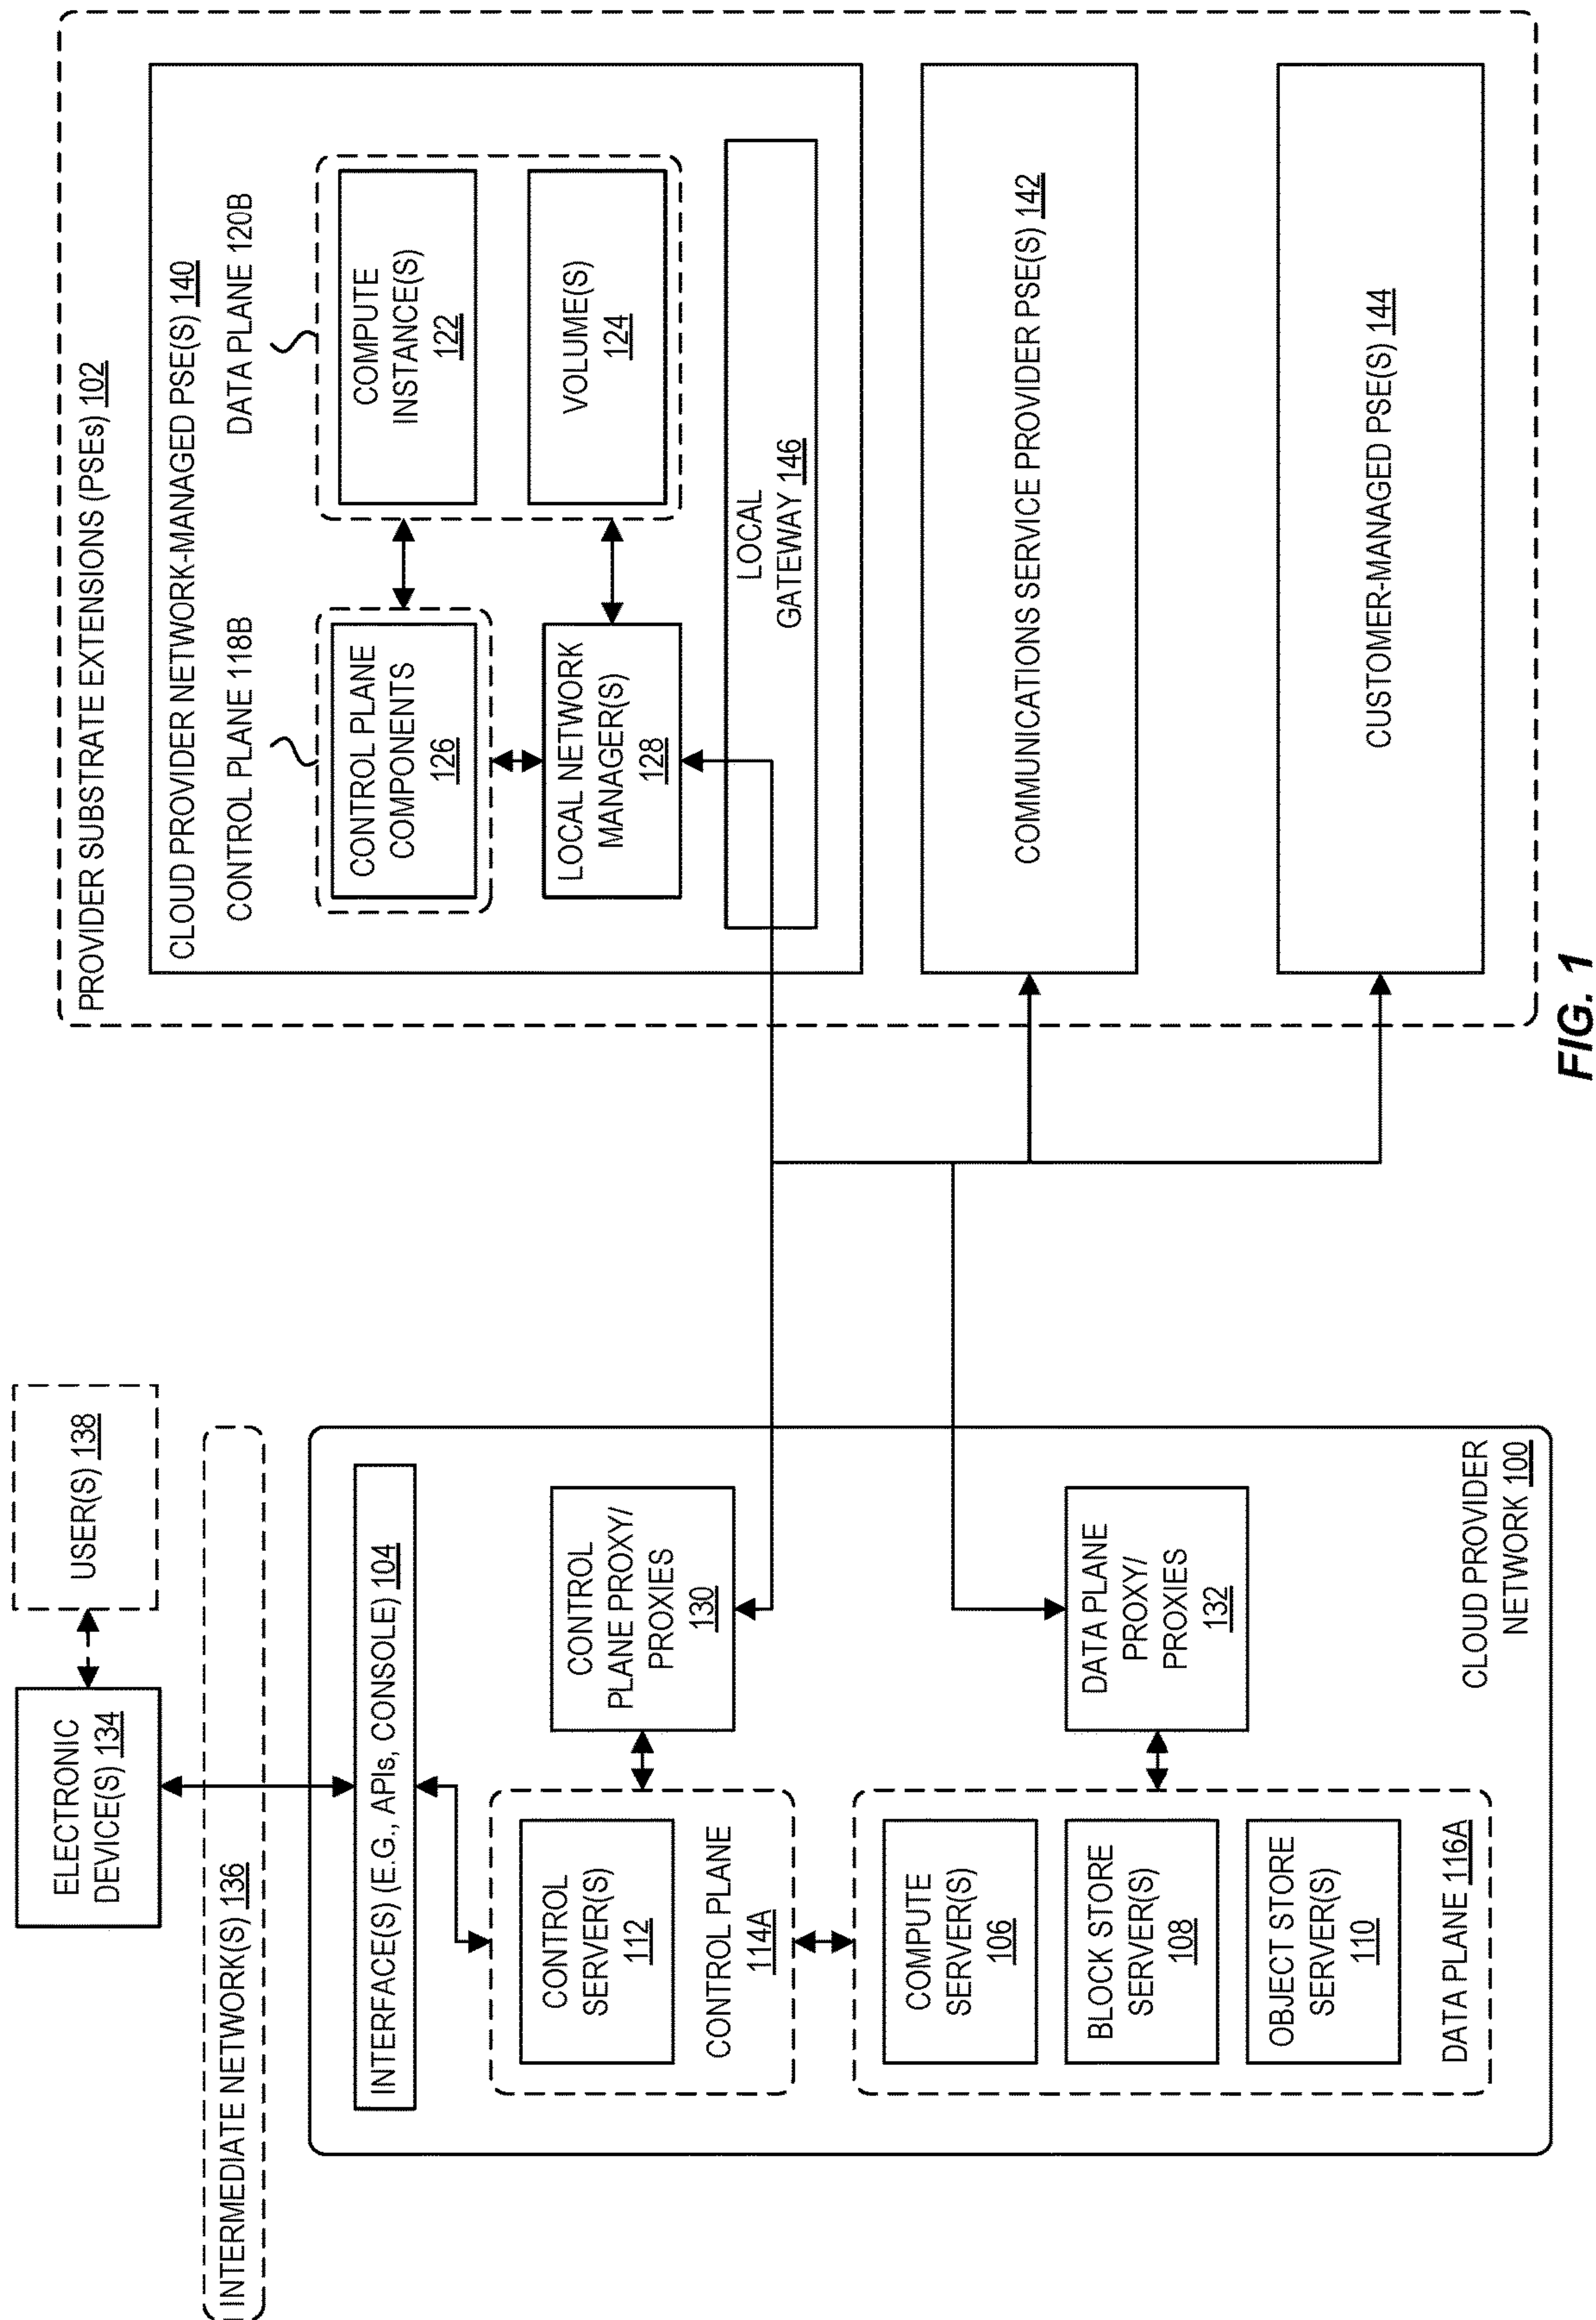 ELECTRONIC
DEVICE(S) 134
USER(S) 138
INTERMEDIATE NETWORK(S) 136
INTERFACE(S) (E.G., APIs, CONSOLE) 104
CONTROL
SERVER(S)
112
CONTROL PLANE
114A
CONTROL
PLANE PROXY/
PROXIES
130
COMPUTE
SERVER(S)
106
BLOCK STORE
SERVER(S)
108
OBJECT STORE
SERVER(S)
110
DATA PLANE 116A
DATA PLANE
PROXY/
PROXIES
132
CLOUD PROVIDER
NETWORK 100
PROVIDER SUBSTRATE EXTENSIONS (PSEs) 102
CLOUD PROVIDER NETWORK-MANAGED PSE(S) 140
CONTROL PLANE 118B
DATA PLANE 120B
CONTROL PLANE
COMPONENTS
126
COMPUTE
INSTANCE(S)
122
LOCAL NETWORK
MANAGER(S)
128
VOLUME(S)
124
LOCAL
GATEWAY 146
COMMUNICATIONS SERVICE PROVIDER PSE(S) 142
CUSTOMER-MANAGED PSE(S) 144
FIG. 1